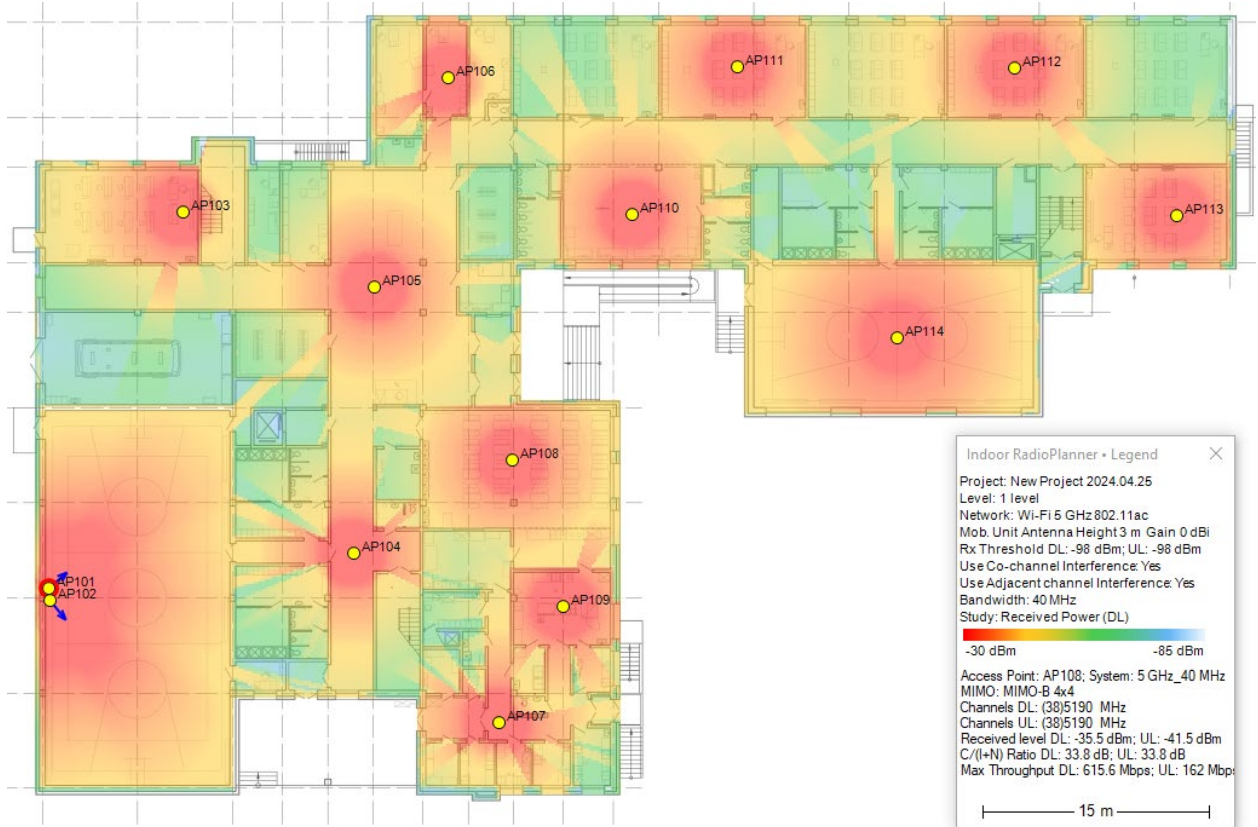 AP106
AP111
AP112
AP103
AP110
AP113
AP105
AP114
AP108
AP104
AP101
AP102
AP109
AP107
Indoor RadioPlanner • Legend
Project: New Project 2024.04.25
Level: 1 level
Network: Wi-Fi 5 GHz 802.11ac
Mob. Unit Antenna Height 3 m Gain 0 dBi
Rx Threshold DL: -98 dBm; UL: -98 dBm
Use Co-channel Interference: Yes
Use Adjacent channel Interference: Yes
Bandwidth: 40 MHz
Study: Received Power (DL)
-30 dBm -85 dBm
Access Point: AP108; System: 5 GHz_40 MHz
MIMO: MIMO-B 4x4
Channels DL: (38)5190 MHz
Channels UL: (38)5190 MHz
Received level DL: -35.5 dBm; UL: -41.5 dBm
C/(I+N) Ratio DL: 33.8 dB; UL: 33.8 dB
Max Throughput DL: 615.6 Mbps; UL: 162 Mbps
15 m